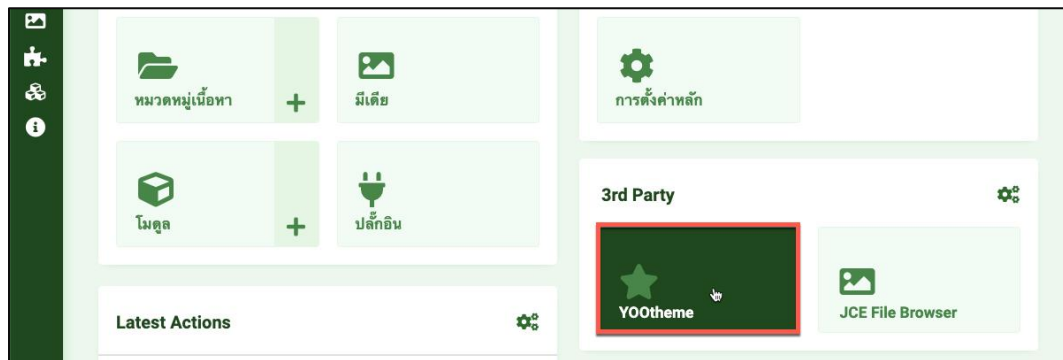 หมวดหมู่เนื้อหา
มีเดีย
โมดูล
ปลั๊กอิน
Latest Actions
การตั้งค่าหลัก
3rd Party
YOOtheme
JCE File Browser